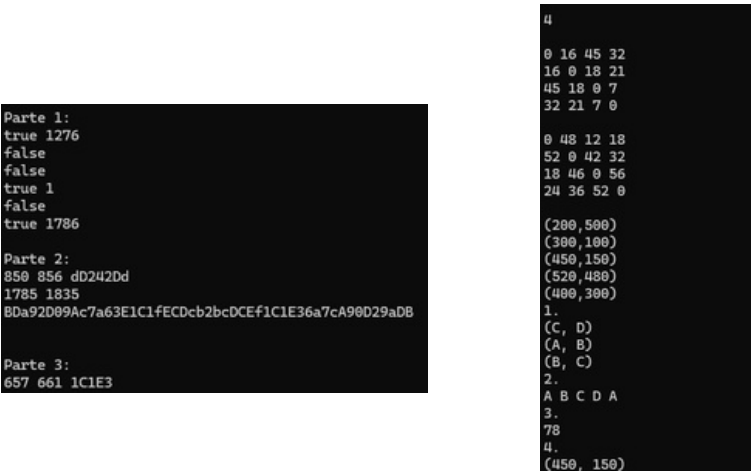 Parte 1:
true 1276
false
false
true 1
false
true 1786
Parte 2:
850 856 dD242Dd
1785 1835
BDa92D09Ac7a63E1C1fECDcb2bcDCEf1C1E36a7cA90D29aDB
Parte 3:
657 661 1C1E3
4
0 16 45 32
16 0 18 21
45 18 0 7
32 21 7 0
0 48 12 18
52 0 42 32
18 46 0 56
24 36 52 0
(200,500)
(300,100)
(450,150)
(520,480)
(400,300)
1.
(C, D)
(A, B)
(B, C)
2.
A B C D A
3.
78
4.
(450, 150)